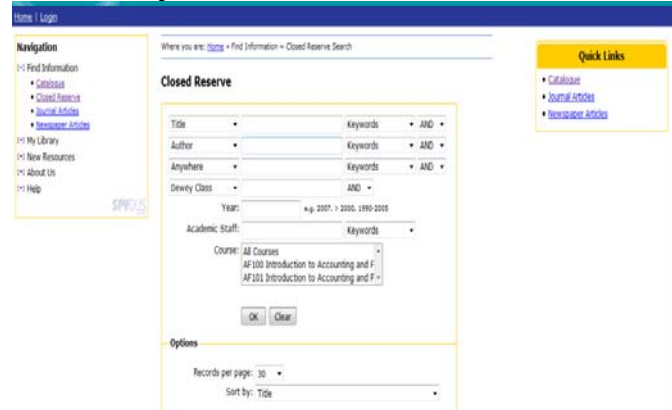 Home | Login
Navigation
Find Information
Catalogue
Closed Reserve
Journal Articles
Newspaper Articles
My Library
New Resources
About Us
Help
SPYDUS
Where you are: Home » Find Information » Closed Reserve Search
Closed Reserve
Title Keywords AND
Author Keywords AND
Anywhere Keywords AND
Dewey Class AND
Year: e.g. 2007, > 2000, 1990-2005
Academic Staff: Keywords
Course: All Courses
AF100 Introduction to Accounting and F
AF101 Introduction to Accounting and F
OK Clear
Options
Records per page: 30
Sort by: Title
Quick Links
Catalogue
Journal Articles
Newspaper Articles